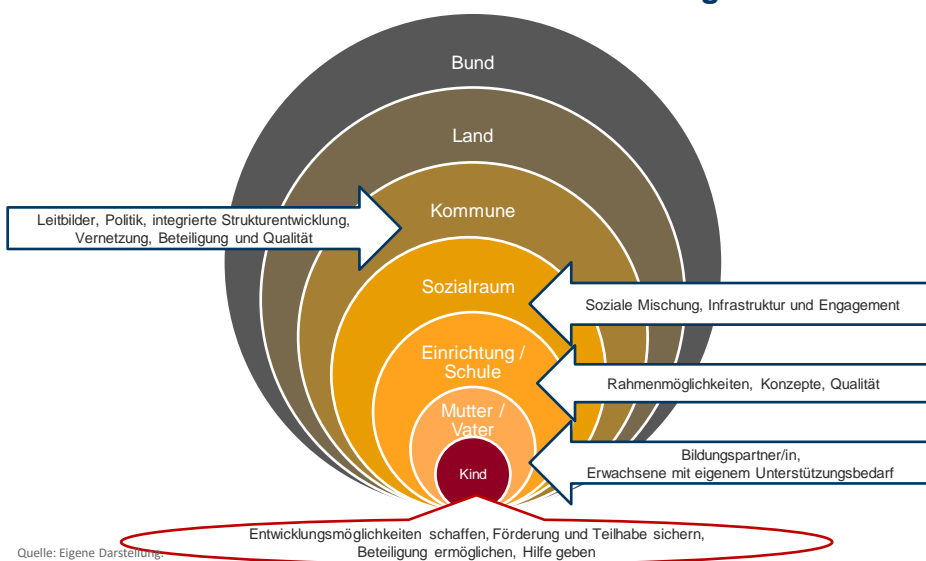 Bund
Land
Kommune
Leitbilder, Politik, integrierte Strukturentwicklung,
Vernetzung, Beteiligung und Qualität
Sozialraum
Soziale Mischung, Infrastruktur und Engagement
Einrichtung /
Schule
Rahmenmöglichkeiten, Konzepte, Qualität
Mutter /
Vater
Bildungspartner/in,
Erwachsene mit eigenem Unterstützungsbedarf
Kind
Entwicklungsmöglichkeiten schaffen, Förderung und Teilhabe sichern,
Beteiligung ermöglichen, Hilfe geben
Quelle: Eigene Darstellung.